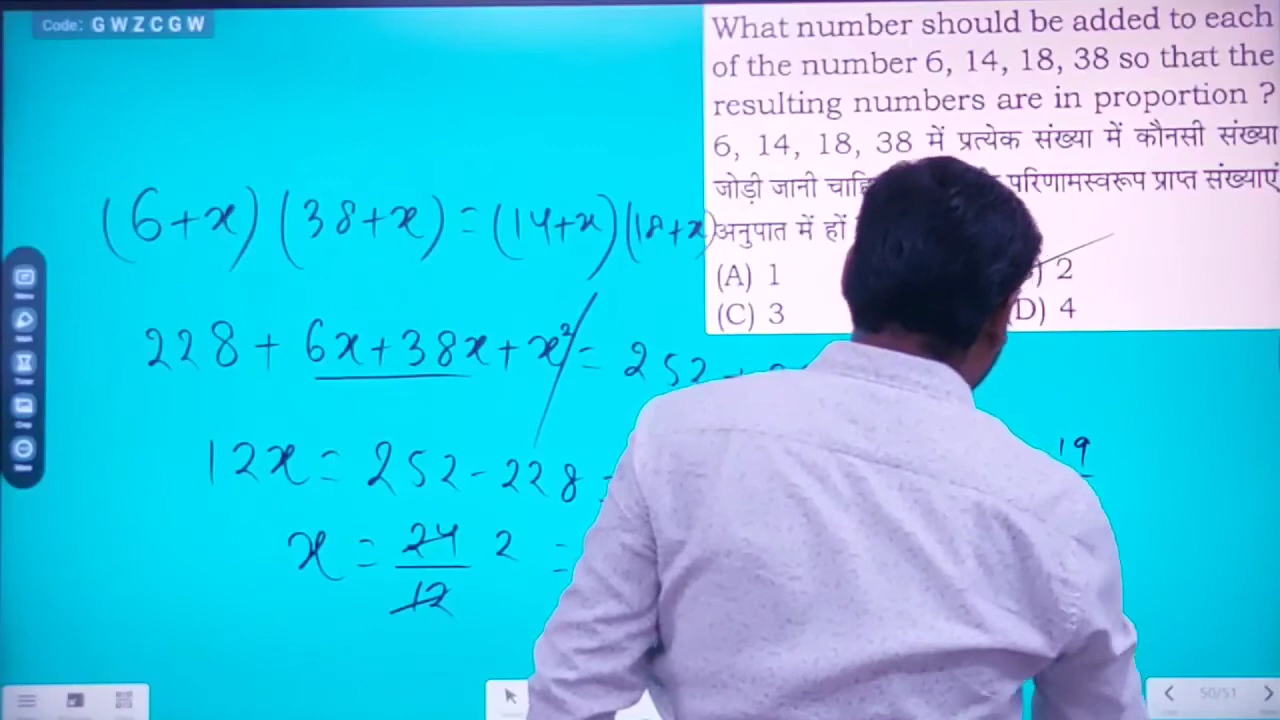 Code: G W Z C G W
What number should be added to each
of the number 6, 14, 18, 38 so that the
resulting numbers are in proportion ?
6, 14, 18, 38 में प्रत्येक संख्या में कौनसी संख्या
जोड़ी जानी परिणामस्वरूप प्राप्त संख्याएं
अनुपात में हों
(A) 1
2
(C) 3
(D) 4
(6+x) (38+x) = (14+x) (18+x)
228 + 6x+38x+x² = 252 +
12x = 252 - 228
19
x = 24 2 =
12
50/51